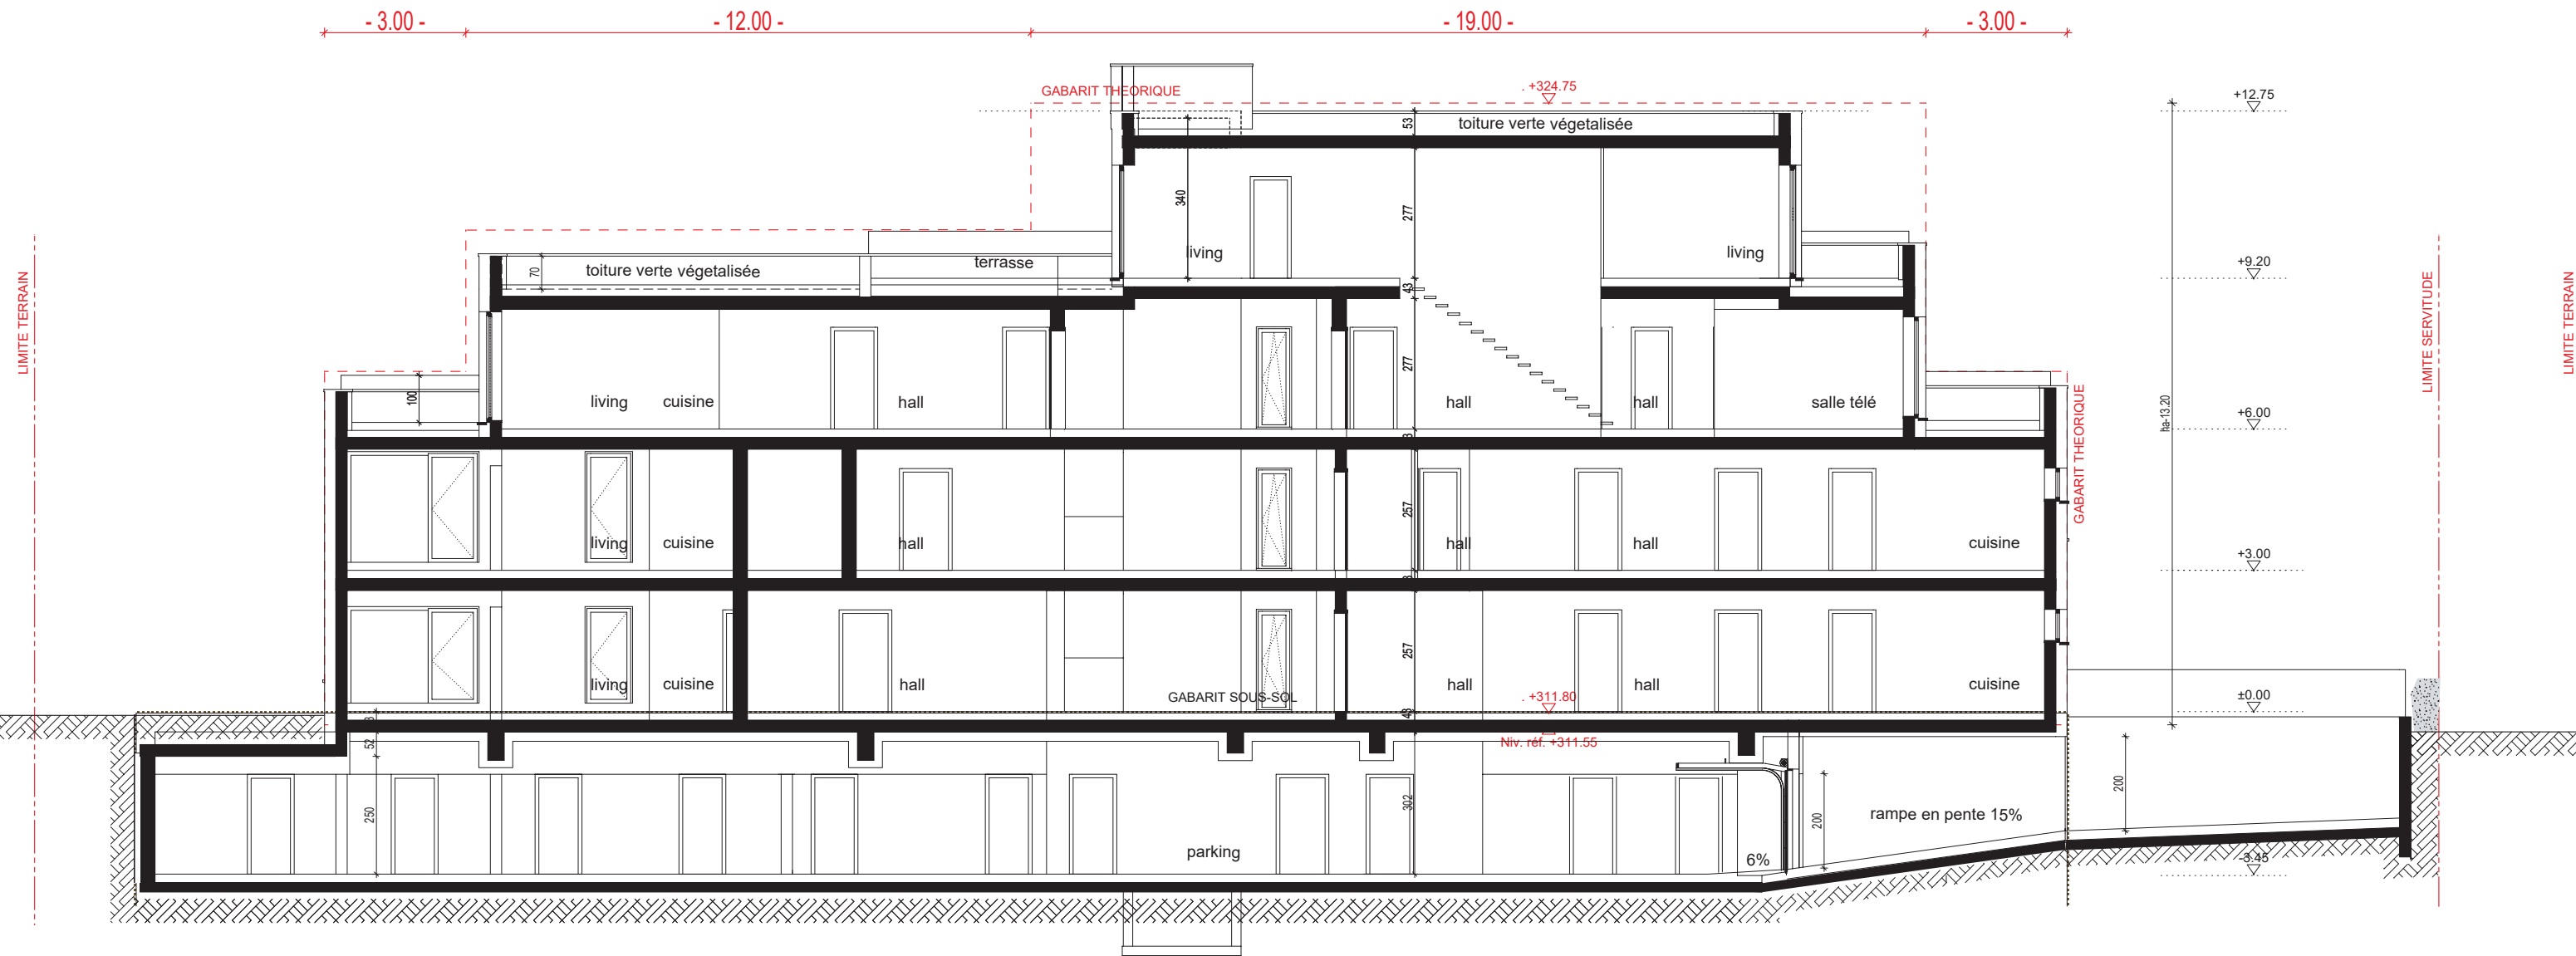 - 3.00 -
- 12.00 -
- 19.00 -
- 3.00 -
GABARIT THEORIQUE
. +324.75
+12.75
53
toiture verte végetalisée
340
277
living
living
70
toiture verte végetalisée
terrasse
43
+9.20
LIMITE TERRAIN
LIMITE SERVITUDE
LIMITE TERRAIN
100
277
living
cuisine
hall
hall
hall
salle télé
ha-13.20
+6.00
GABARIT THEORIQUE
257
living
cuisine
hall
hall
hall
cuisine
+3.00
257
living
cuisine
hall
hall
hall
cuisine
GABARIT SOUS-SOL
. +311.80
±0.00
43
52
Niv. réf. +311.55
250
302
200
200
rampe en pente 15%
parking
6%
-3.45